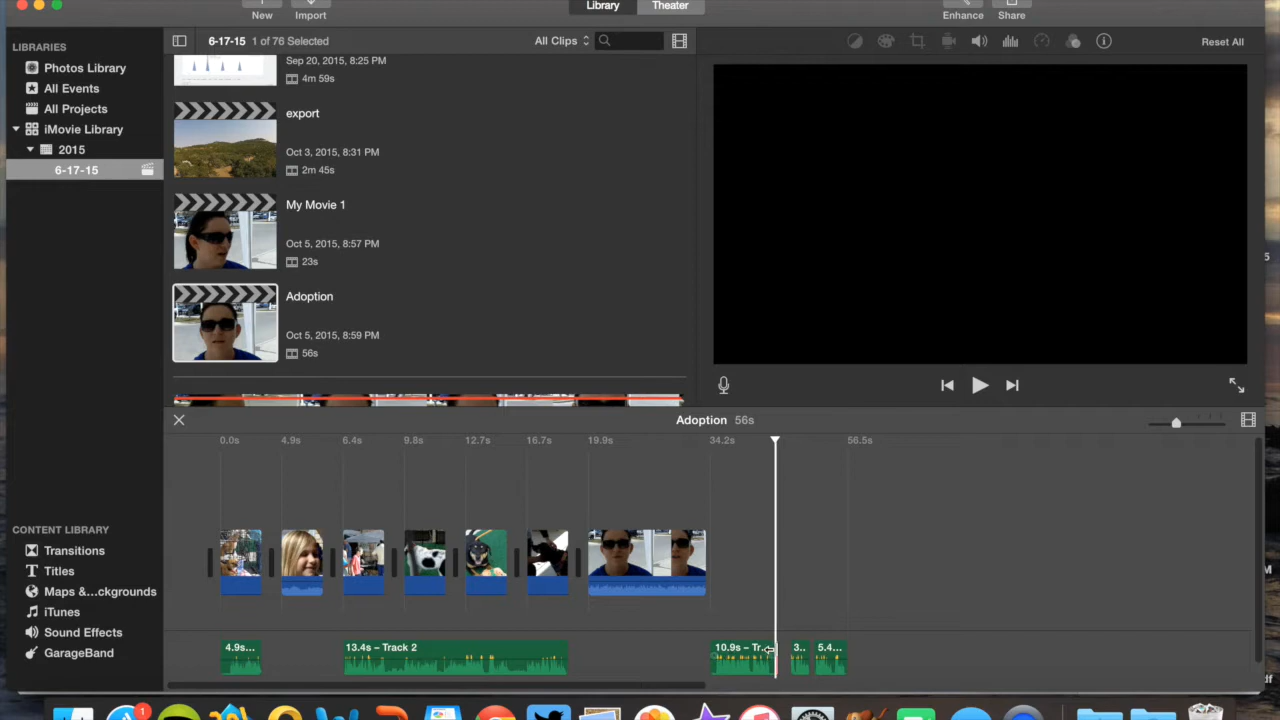 New Import Library Theater Enhance Share
LIBRARIES
6-17-15 1 of 76 Selected
All Clips
Reset All
Photos Library
All Events
All Projects
iMovie Library
2015
6-17-15
Sep 20, 2015, 8:25 PM
4m 59s
export
Oct 3, 2015, 8:31 PM
2m 45s
My Movie 1
Oct 5, 2015, 8:57 PM
23s
Adoption
Oct 5, 2015, 8:59 PM
56s
Adoption 56s
0.0s 4.9s 6.4s 9.8s 12.7s 16.7s 19.9s 34.2s 56.5s
CONTENT LIBRARY
Transitions
Titles
Maps &...ckgrounds
iTunes
Sound Effects
GarageBand
4.9s... 13.4s – Track 2 10.9s – Tr... 3.. 5.4...
1